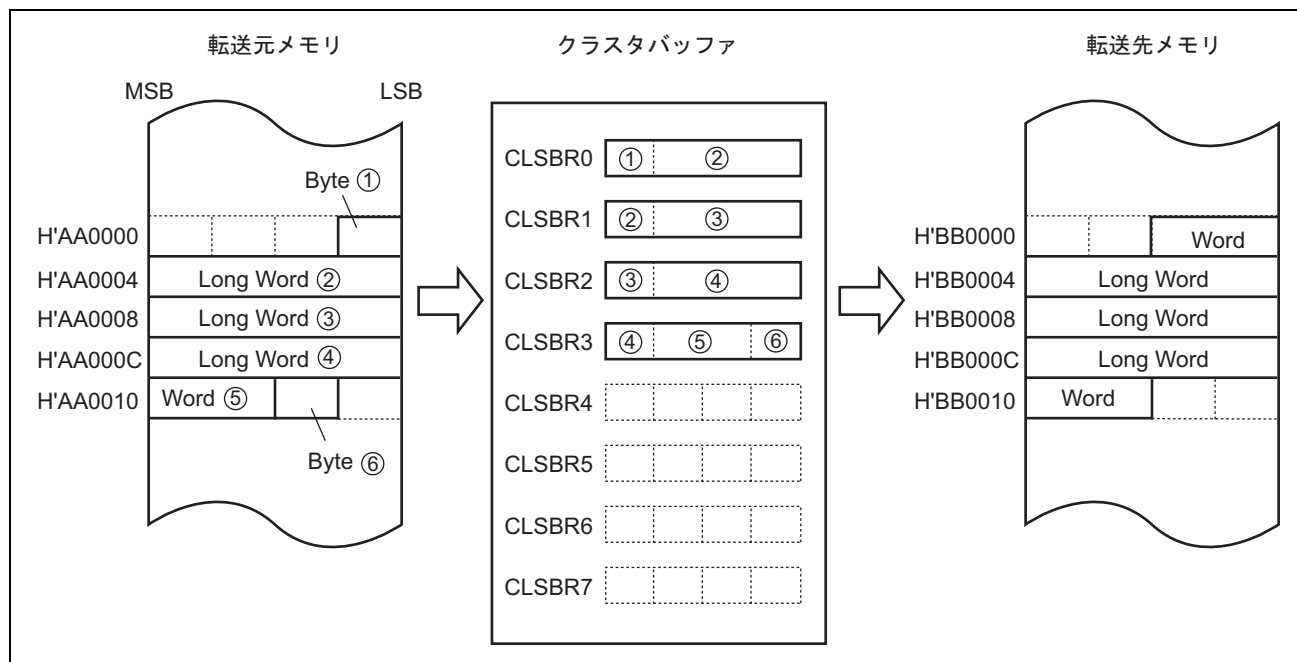 転送元メモリ
クラスタバッファ
転送先メモリ
MSB
LSB
Byte ①
H'AA0000
H'AA0004
Long Word ②
H'AA0008
Long Word ③
H'AA000C
Long Word ④
H'AA0010
Word ⑤
Byte ⑥
CLSBR0
① ②
CLSBR1
② ③
CLSBR2
③ ④
CLSBR3
④ ⑤ ⑥
CLSBR4
CLSBR5
CLSBR6
CLSBR7
H'BB0000
Word
H'BB0004
Long Word
H'BB0008
Long Word
H'BB000C
Long Word
H'BB0010
Word